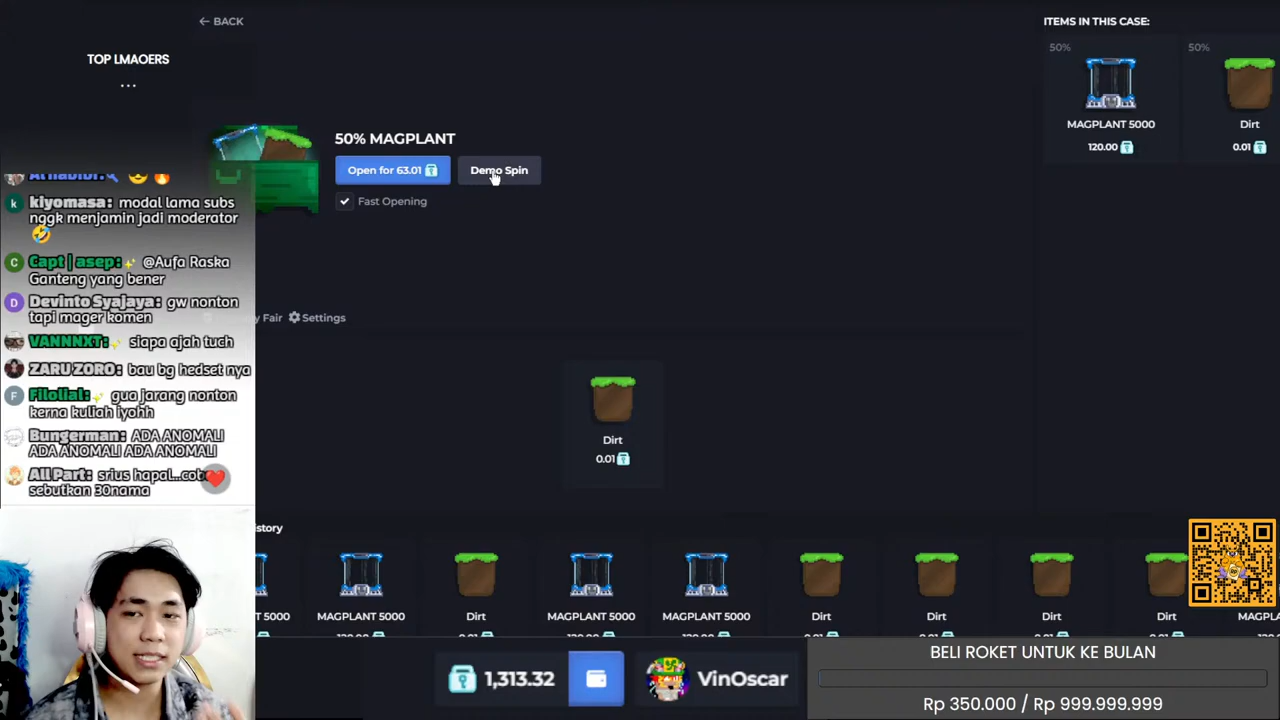 BACK
TOP LMAOERS
...
ITEMS IN THIS CASE:
50%
MAGPLANT 5000
120.00
50%
Dirt
0.01
50% MAGPLANT
Open for 63.01
Demo Spin
Fast Opening
Fair
Settings
kiyomasa: modal lama subs
nggk menjamin jadi moderator
🤣
Capt | asep: @Aufa Raska
Ganteng yang bener
Devinto Syajaya: gw nonton
tapi mager komen
VANNNXT: siapa ajah tuch
ZARU ZORO: bau bg hedset nya
Filolial: gua jarang nonton
kerna kuliah iyohh
Bungerman: ADA ANOMALI
ADA ANOMALI ADA ANOMALI
All Part: srius hapal...
sebutkan 30nama
Dirt
0.01
5000
MAGPLANT 5000
Dirt
MAGPLANT 5000
MAGPLANT 5000
Dirt
Dirt
Dirt
Dirt
1,313.32
VinOscar
BELI ROKET UNTUK KE BULAN
Rp 350.000 / Rp 999.999.999